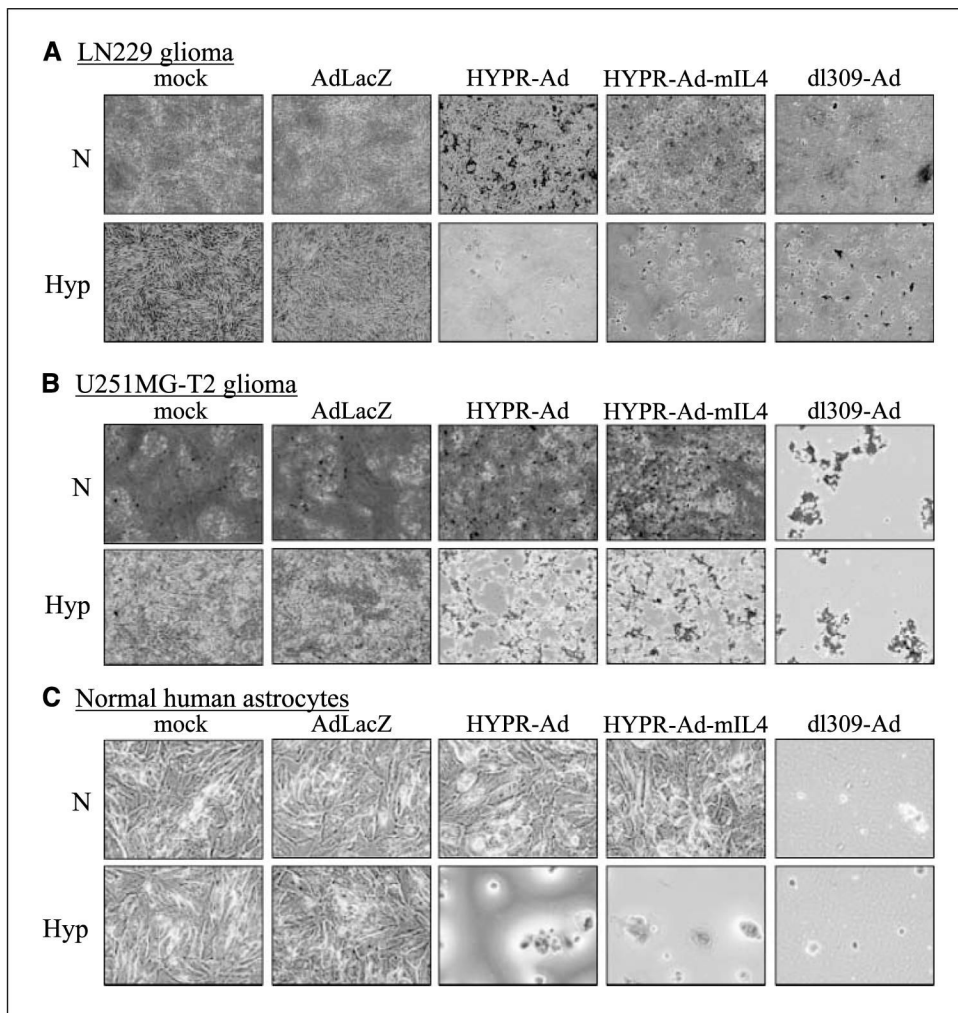 A LN229 glioma
mock AdLacZ HYPR-Ad HYPR-Ad-mIL4 dl309-Ad
N
Hyp
B U251MG-T2 glioma
mock AdLacZ HYPR-Ad HYPR-Ad-mIL4 dl309-Ad
N
Hyp
C Normal human astrocytes
mock AdLacZ HYPR-Ad HYPR-Ad-mIL4 dl309-Ad
N
Hyp